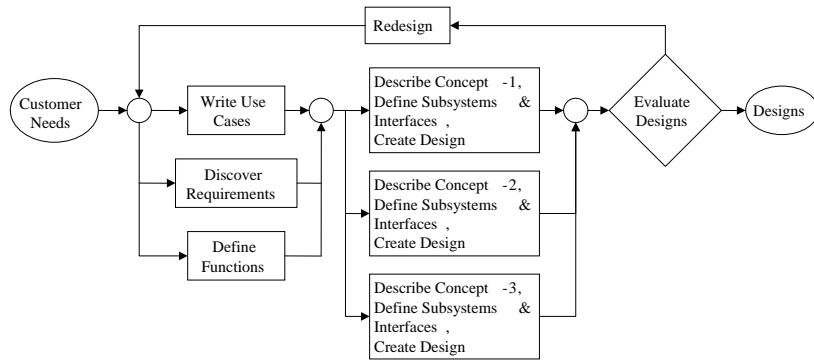 Redesign
Customer
Needs
Write Use
Cases
Discover
Requirements
Define
Functions
Describe Concept -1,
Define Subsystems &
Interfaces ,
Create Design
Describe Concept -2,
Define Subsystems &
Interfaces ,
Create Design
Describe Concept -3,
Define Subsystems &
Interfaces ,
Create Design
Evaluate
Designs
Designs